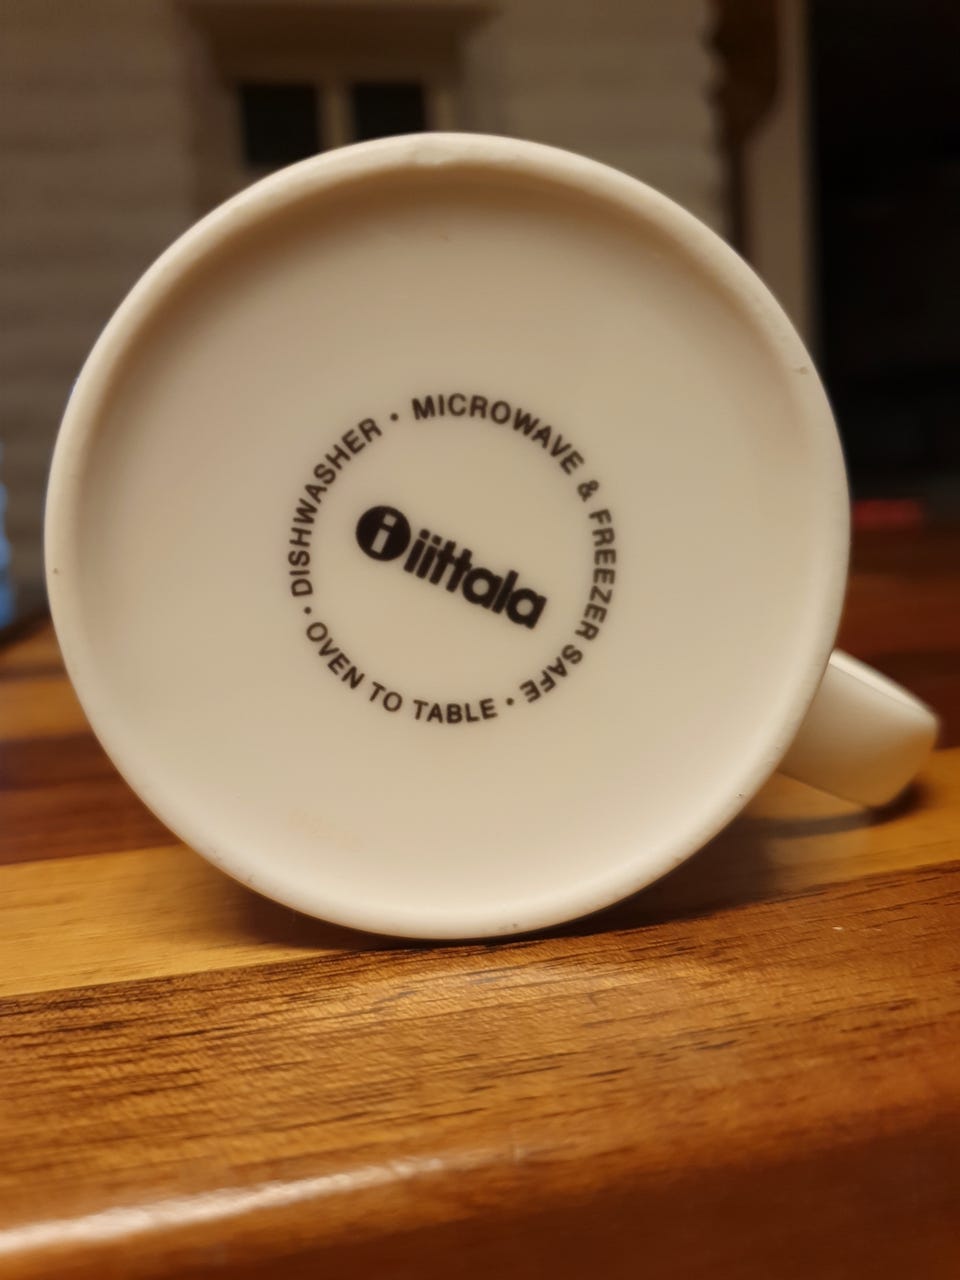 DISHWASHER • MICROWAVE & FREEZER SAFE • OVEN TO TABLE •
i iittala